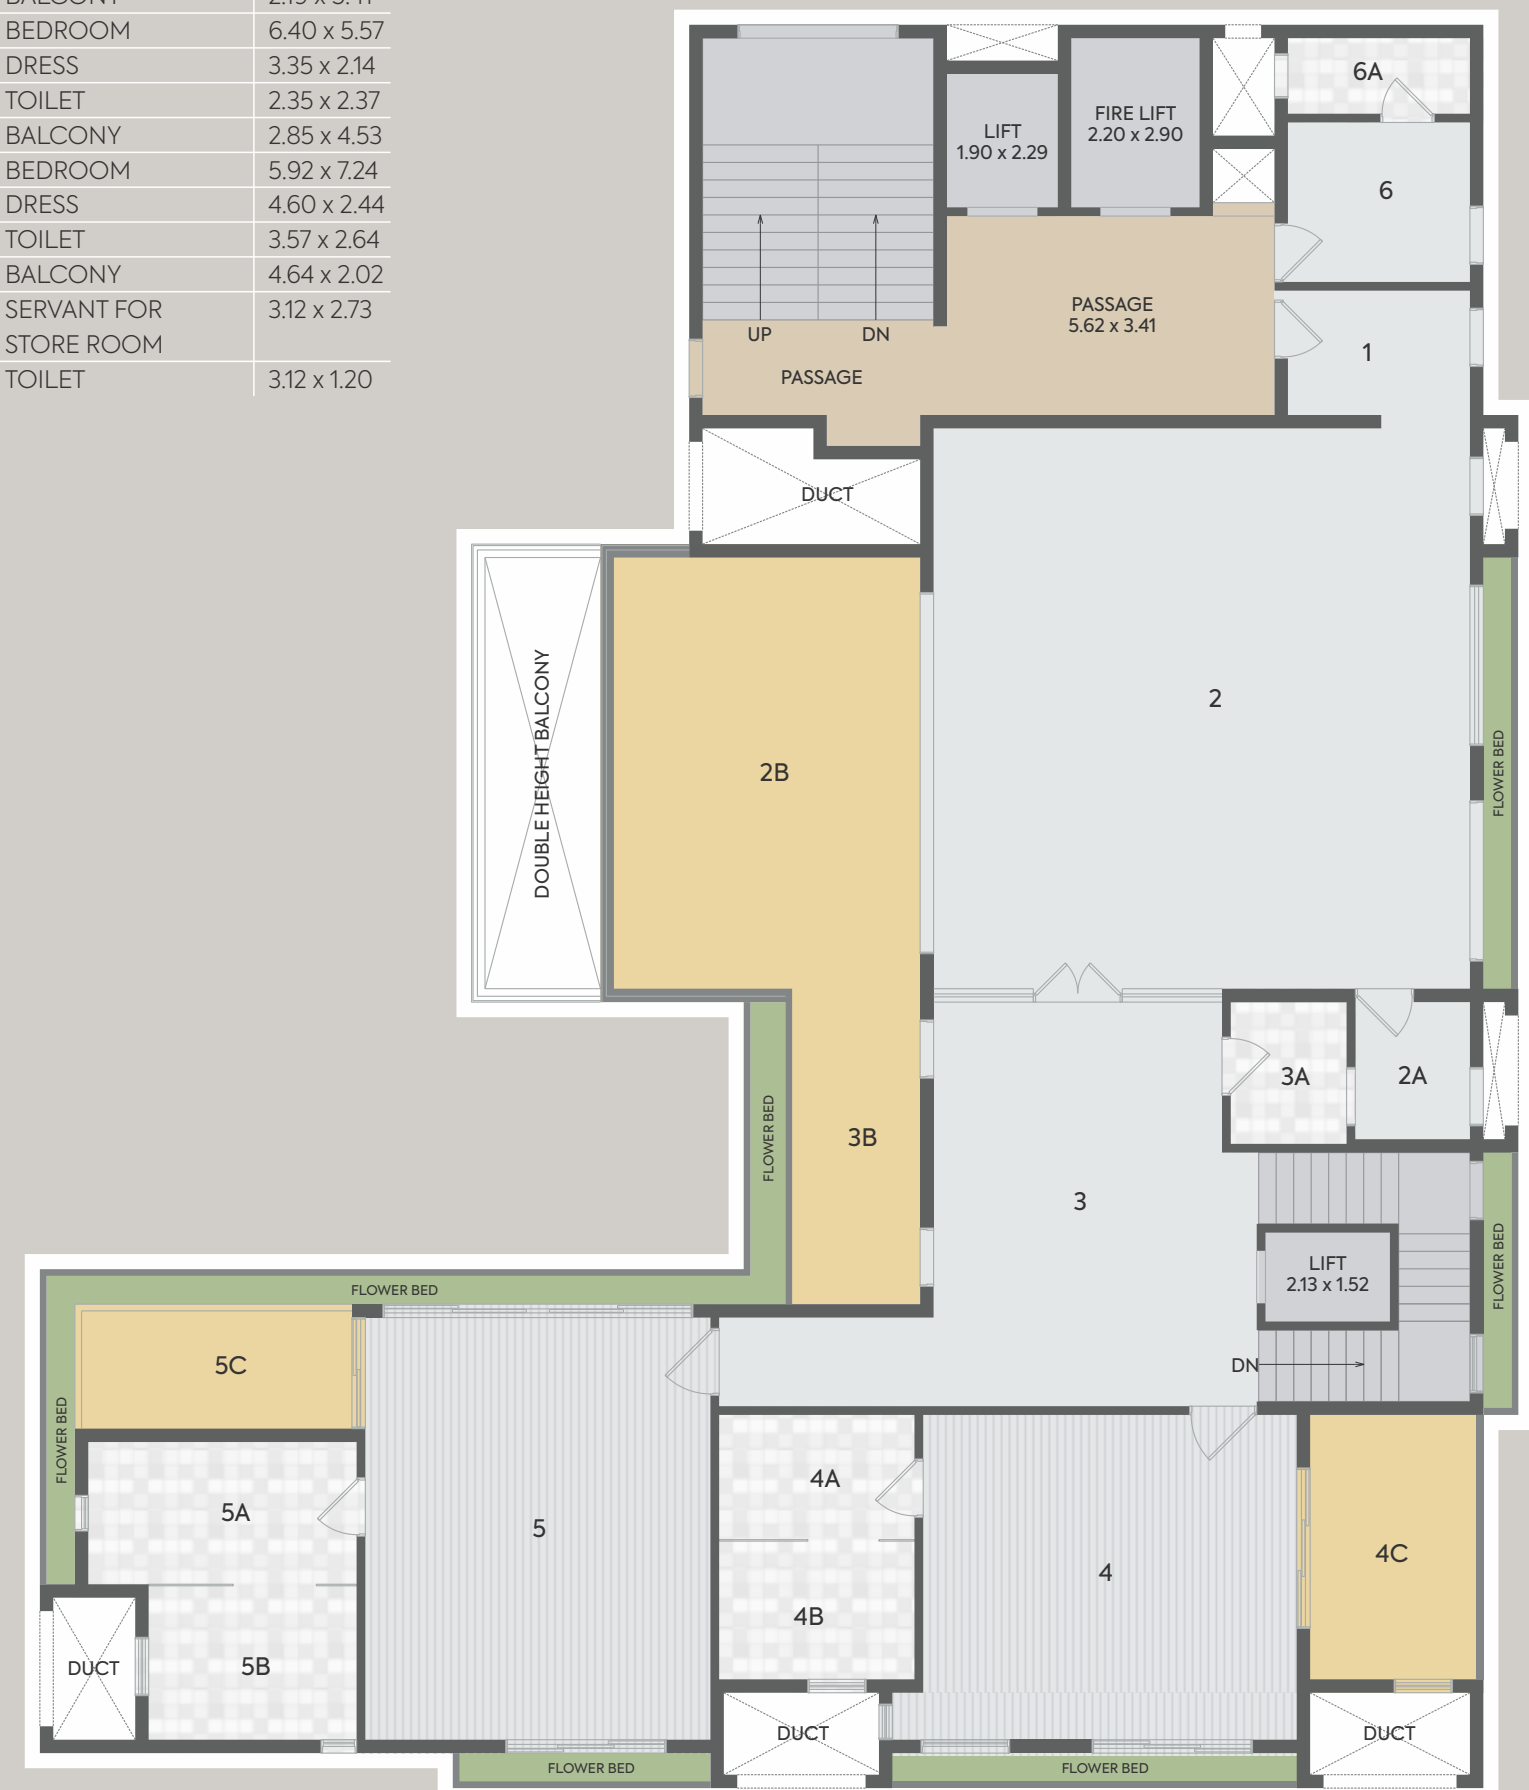 BEDROOM 6.40 x 5.57
DRESS 3.35 x 2.14
TOILET 2.35 x 2.37
BALCONY 2.85 x 4.53
BEDROOM 5.92 x 7.24
DRESS 4.60 x 2.44
TOILET 3.57 x 2.64
BALCONY 4.64 x 2.02
SERVANT FOR 3.12 x 2.73
STORE ROOM
TOILET 3.12 x 1.20
6A
LIFT
1.90 x 2.29
FIRE LIFT
2.20 x 2.90
6
PASSAGE
5.62 x 3.41
UP
DN
1
PASSAGE
DUCT
DOUBLE HEIGHT BALCONY
2B
2
FLOWER BED
3A
2A
FLOWER BED
3B
3
LIFT
2.13 x 1.52
FLOWER BED
FLOWER BED
DN
5C
FLOWER BED
5A
5
4A
4C
4
4B
5B
DUCT
DUCT
DUCT
FLOWER BED
FLOWER BED